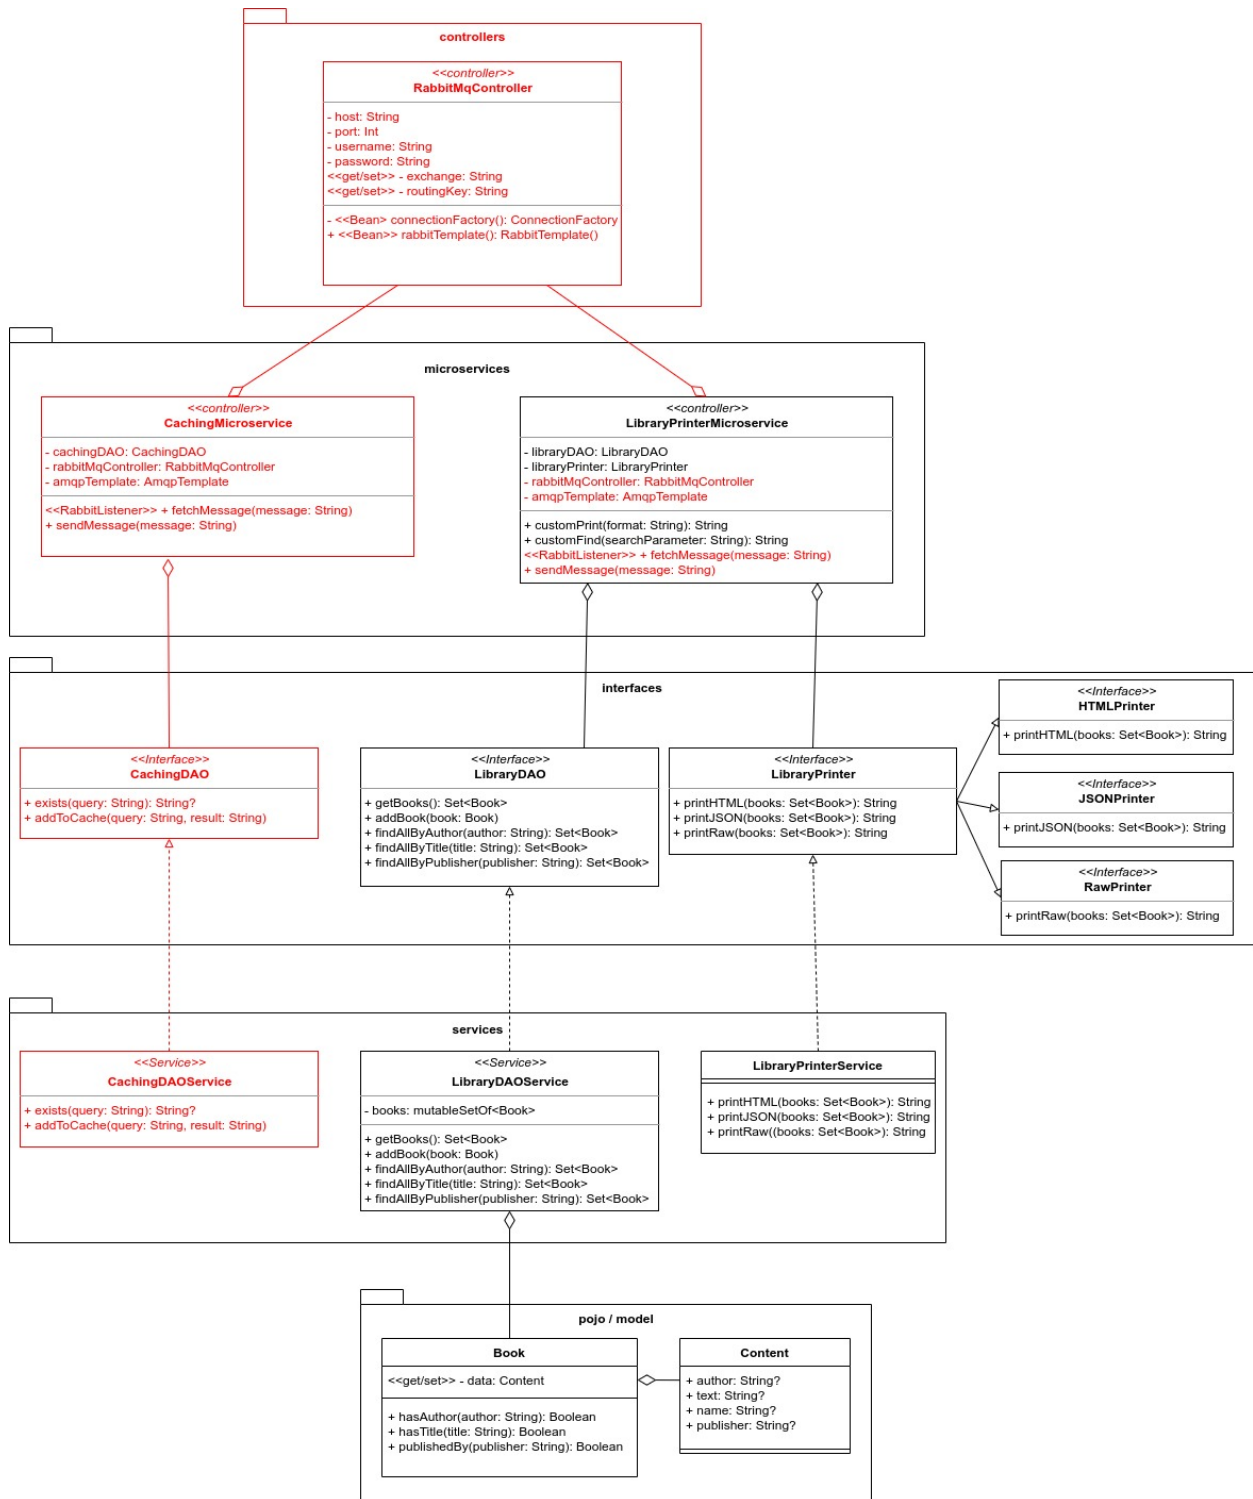 controllers
<<controller>>
RabbitMqController
- host: String
- port: Int
- username: String
- password: String
<<get/set>> - exchange: String
<<get/set>> - routingKey: String
- <<Bean> connectionFactory(): ConnectionFactory
+ <<Bean>> rabbitTemplate(): RabbitTemplate()
microservices
<<controller>>
CachingMicroservice
- cachingDAO: CachingDAO
- rabbitMqController: RabbitMqController
- amqpTemplate: AmqpTemplate
<<RabbitListener>> + fetchMessage(message: String)
+ sendMessage(message: String)
<<controller>>
LibraryPrinterMicroservice
- libraryDAO: LibraryDAO
- libraryPrinter: LibraryPrinter
- rabbitMqController: RabbitMqController
- amqpTemplate: AmqpTemplate
+ customPrint(format: String): String
+ customFind(searchParameter: String): String
<<RabbitListener>> + fetchMessage(message: String)
+ sendMessage(message: String)
interfaces
<<Interface>>
CachingDAO
+ exists(query: String): String?
+ addToCache(query: String, result: String)
<<Interface>>
LibraryDAO
+ getBooks(): Set<Book>
+ addBook(book: Book)
+ findAllByAuthor(author: String): Set<Book>
+ findAllByTitle(title: String): Set<Book>
+ findAllByPublisher(publisher: String): Set<Book>
<<Interface>>
LibraryPrinter
+ printHTML(books: Set<Book>): String
+ printJSON(books: Set<Book>): String
+ printRaw(books: Set<Book>): String
<<Interface>>
HTMLPrinter
+ printHTML(books: Set<Book>): String
<<Interface>>
JSONPrinter
+ printJSON(books: Set<Book>): String
<<Interface>>
RawPrinter
+ printRaw(books: Set<Book>): String
services
<<Service>>
CachingDAOService
+ exists(query: String): String?
+ addToCache(query: String, result: String)
<<Service>>
LibraryDAOService
- books: mutableSetOf<Book>
+ getBooks(): Set<Book>
+ addBook(book: Book)
+ findAllByAuthor(author: String): Set<Book>
+ findAllByTitle(title: String): Set<Book>
+ findAllByPublisher(publisher: String): Set<Book>
LibraryPrinterService
+ printHTML(books: Set<Book>): String
+ printJSON(books: Set<Book>): String
+ printRaw((books: Set<Book>): String
pojo / model
Book
<<get/set>> - data: Content
+ hasAuthor(author: String): Boolean
+ hasTitle(title: String): Boolean
+ publishedBy(publisher: String): Boolean
Content
+ author: String?
+ text: String?
+ name: String?
+ publisher: String?